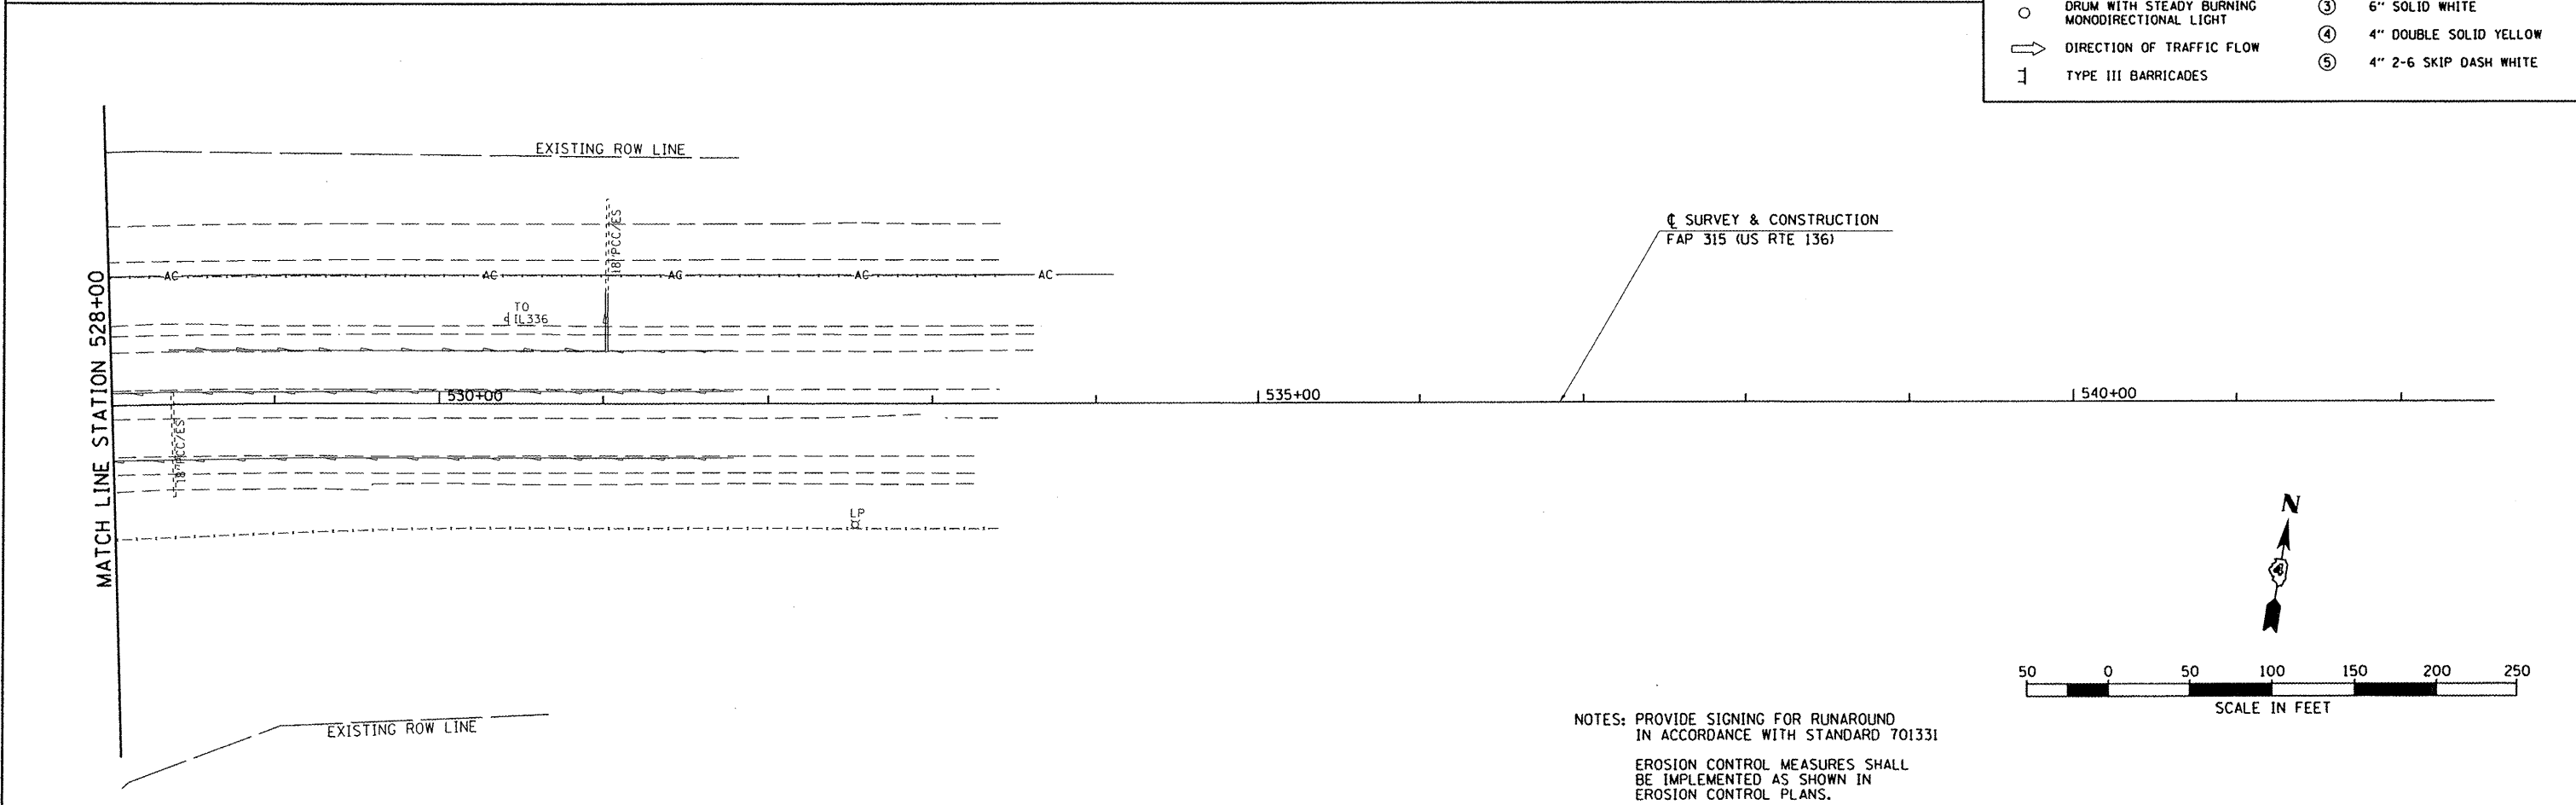 DRUM WITH STEADY BURNING
MONODIRECTIONAL LIGHT
DIRECTION OF TRAFFIC FLOW
TYPE III BARRICADES
3 6" SOLID WHITE
4 4" DOUBLE SOLID YELLOW
5 4" 2-6 SKIP DASH WHITE
EXISTING ROW LINE
18"PCC/ES
℄ SURVEY & CONSTRUCTION
FAP 315 (US RTE 136)
AC AC AC AC AC
TO
IL336
MATCH LINE STATION 528+00
530+00 535+00 540+00
18"PCC/ES
LP
N
50 0 50 100 150 200 250
SCALE IN FEET
EXISTING ROW LINE
NOTES: PROVIDE SIGNING FOR RUNAROUND
IN ACCORDANCE WITH STANDARD 701331
EROSION CONTROL MEASURES SHALL
BE IMPLEMENTED AS SHOWN IN
EROSION CONTROL PLANS.